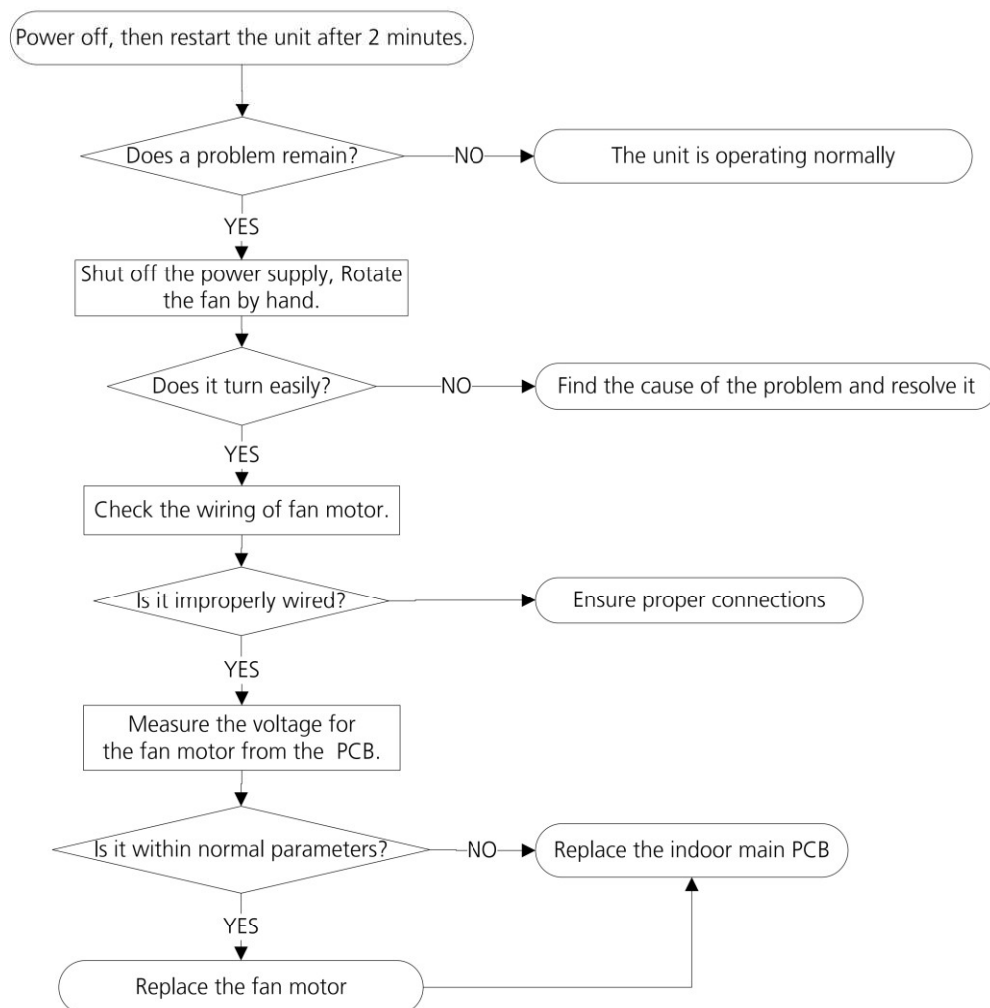 Power off, then restart the unit after 2 minutes.
Does a problem remain?
NO
The unit is operating normally
YES
Shut off the power supply, Rotate
the fan by hand.
Does it turn easily?
NO
Find the cause of the problem and resolve it
YES
Check the wiring of fan motor.
Is it improperly wired?
Ensure proper connections
YES
Measure the voltage for
the fan motor from the PCB.
Is it within normal parameters?
NO
Replace the indoor main PCB
YES
Replace the fan motor